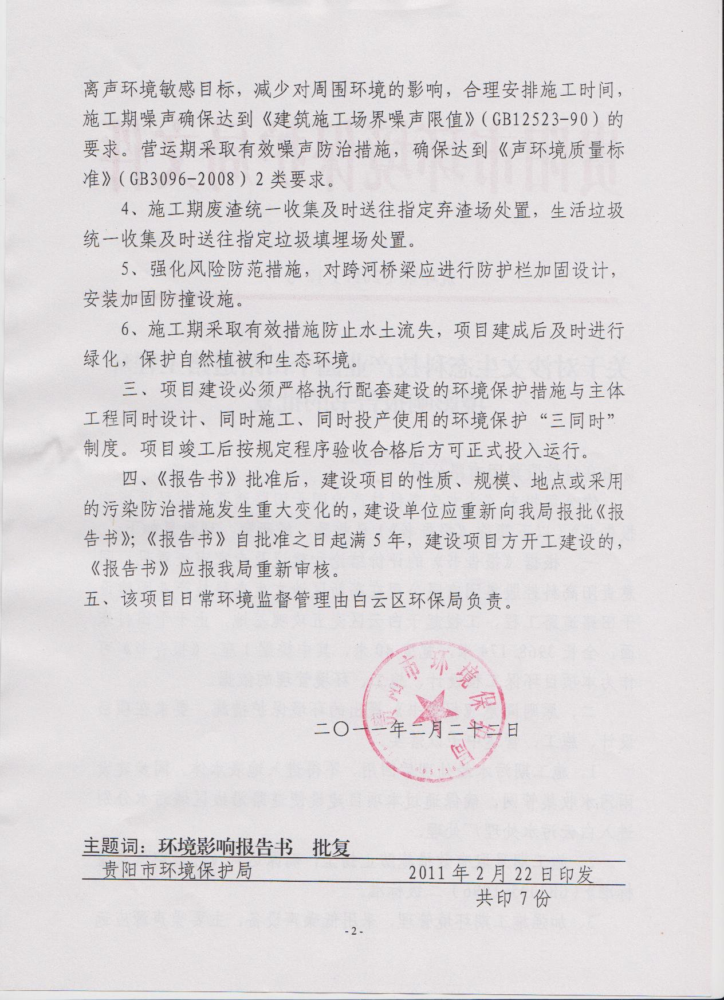 离声环境敏感目标，减少对周围环境的影响，合理安排施工时间，
施工期噪声确保达到《建筑施工场界噪声限值》（GB12523-90）的
要求。营运期采取有效噪声防治措施，确保达到《声环境质量标
准》（GB3096-2008）2类要求。
4、施工期废渣统一收集及时送往指定弃渣场处置，生活垃圾
统一收集及时送往指定垃圾填埋场处置。
5、强化风险防范措施，对跨河桥梁应进行防护栏加固设计，
安装加固防撞设施。
6、施工期采取有效措施防止水土流失，项目建成后及时进行
绿化，保护自然植被和生态环境。
三、项目建设必须严格执行配套建设的环境保护措施与主体
工程同时设计、同时施工、同时投产使用的环境保护“三同时”
制度。项目竣工后按规定程序验收合格后方可正式投入运行。
四、《报告书》批准后，建设项目的性质、规模、地点或采用
的污染防治措施发生重大变化的，建设单位应重新向我局报批《报
告书》；《报告书》自批准之日起满5年，建设项目方开工建设的，
《报告书》应报我局重新审核。
五、该项目日常环境监督管理由白云区环保局负责。
贵阳市环境保护局
二〇一一年二月二十二日
主题词：环境影响报告书 批复
贵阳市环境保护局 2011年2月22日印发
共印7份
-2-